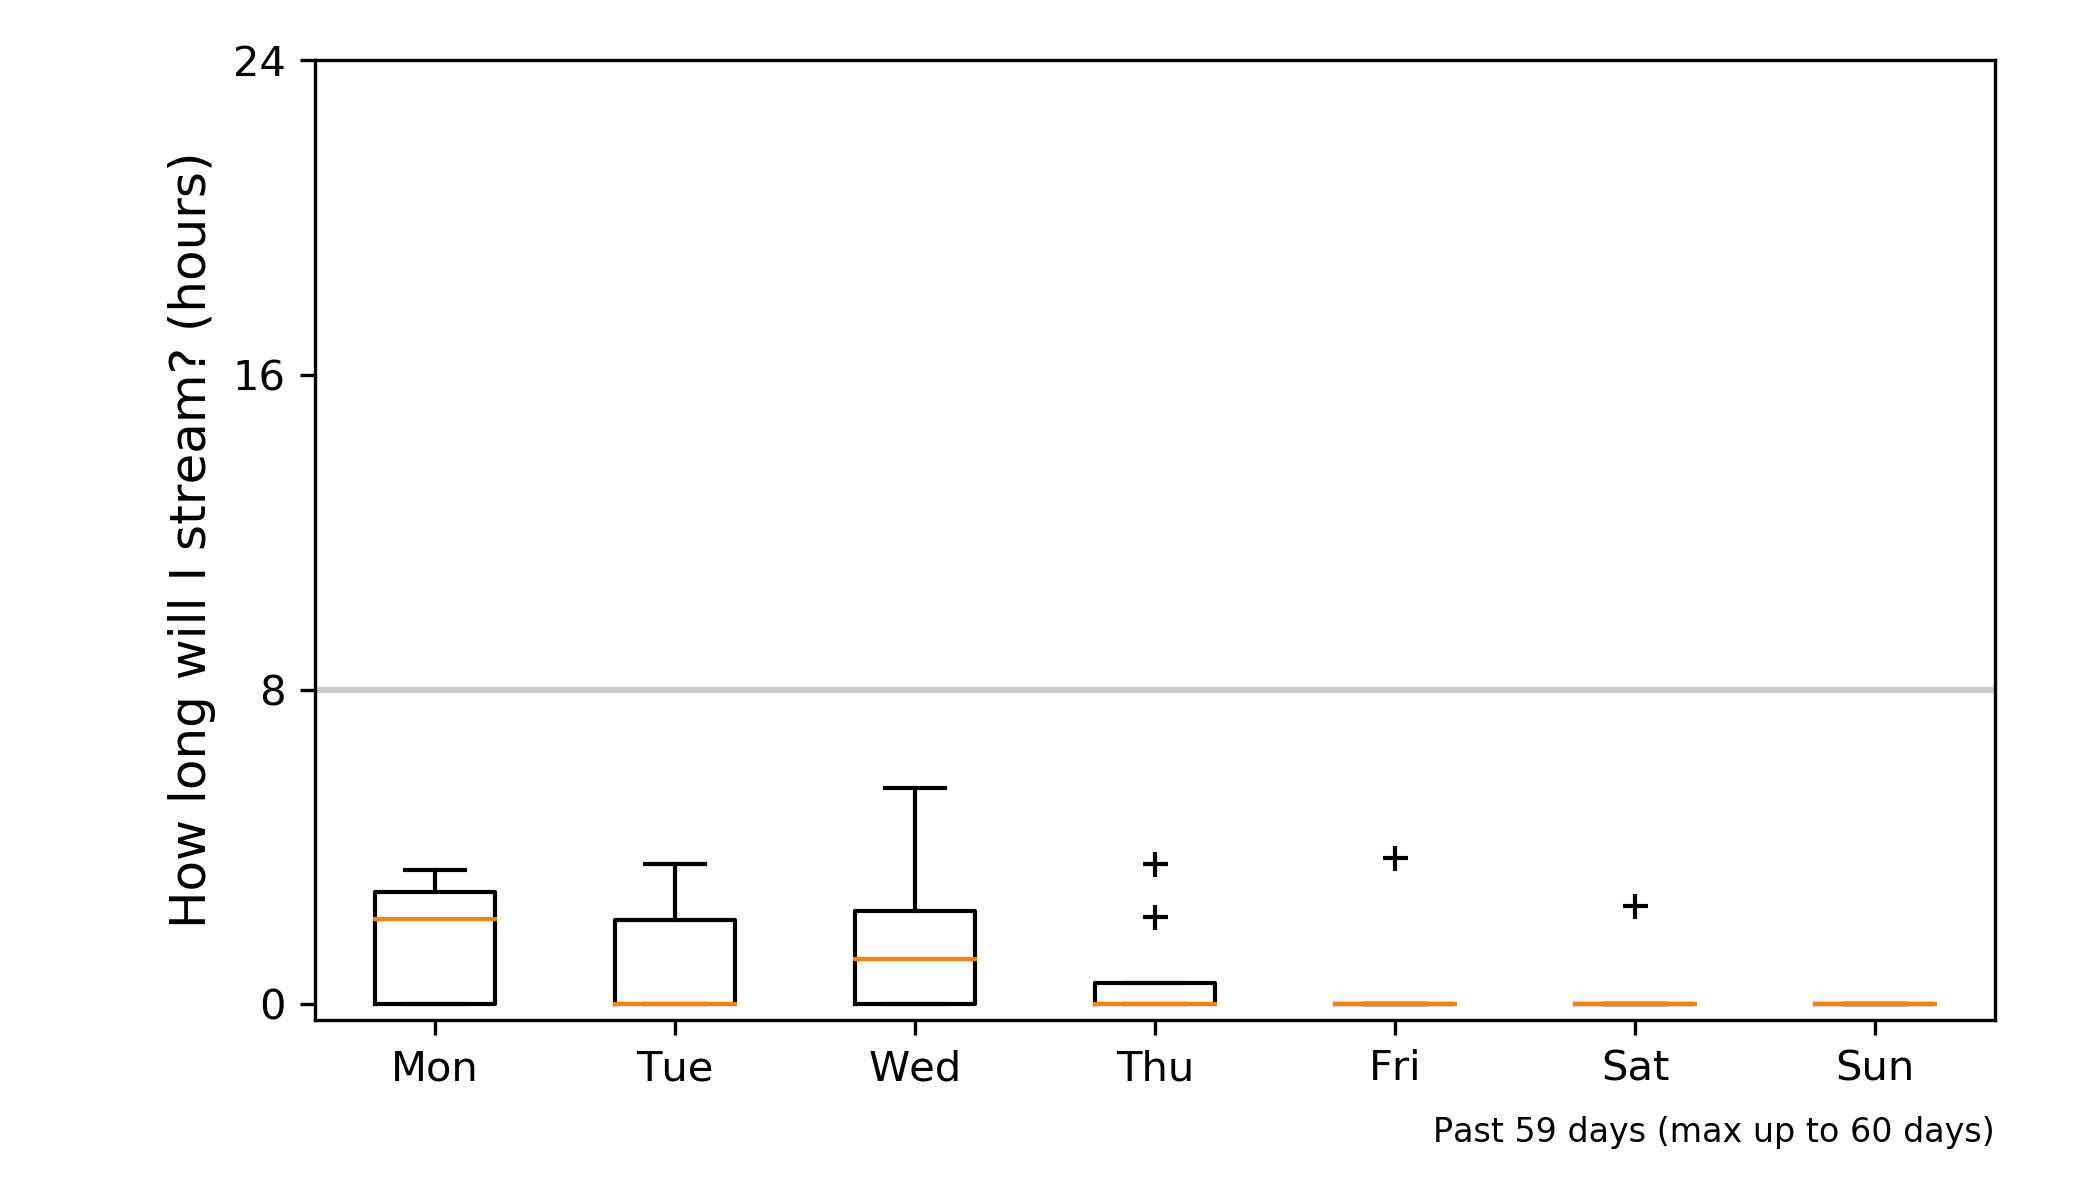 How long will I stream? (hours)
24
16
8
0
Mon Tue Wed Thu Fri Sat Sun
Past 59 days (max up to 60 days)